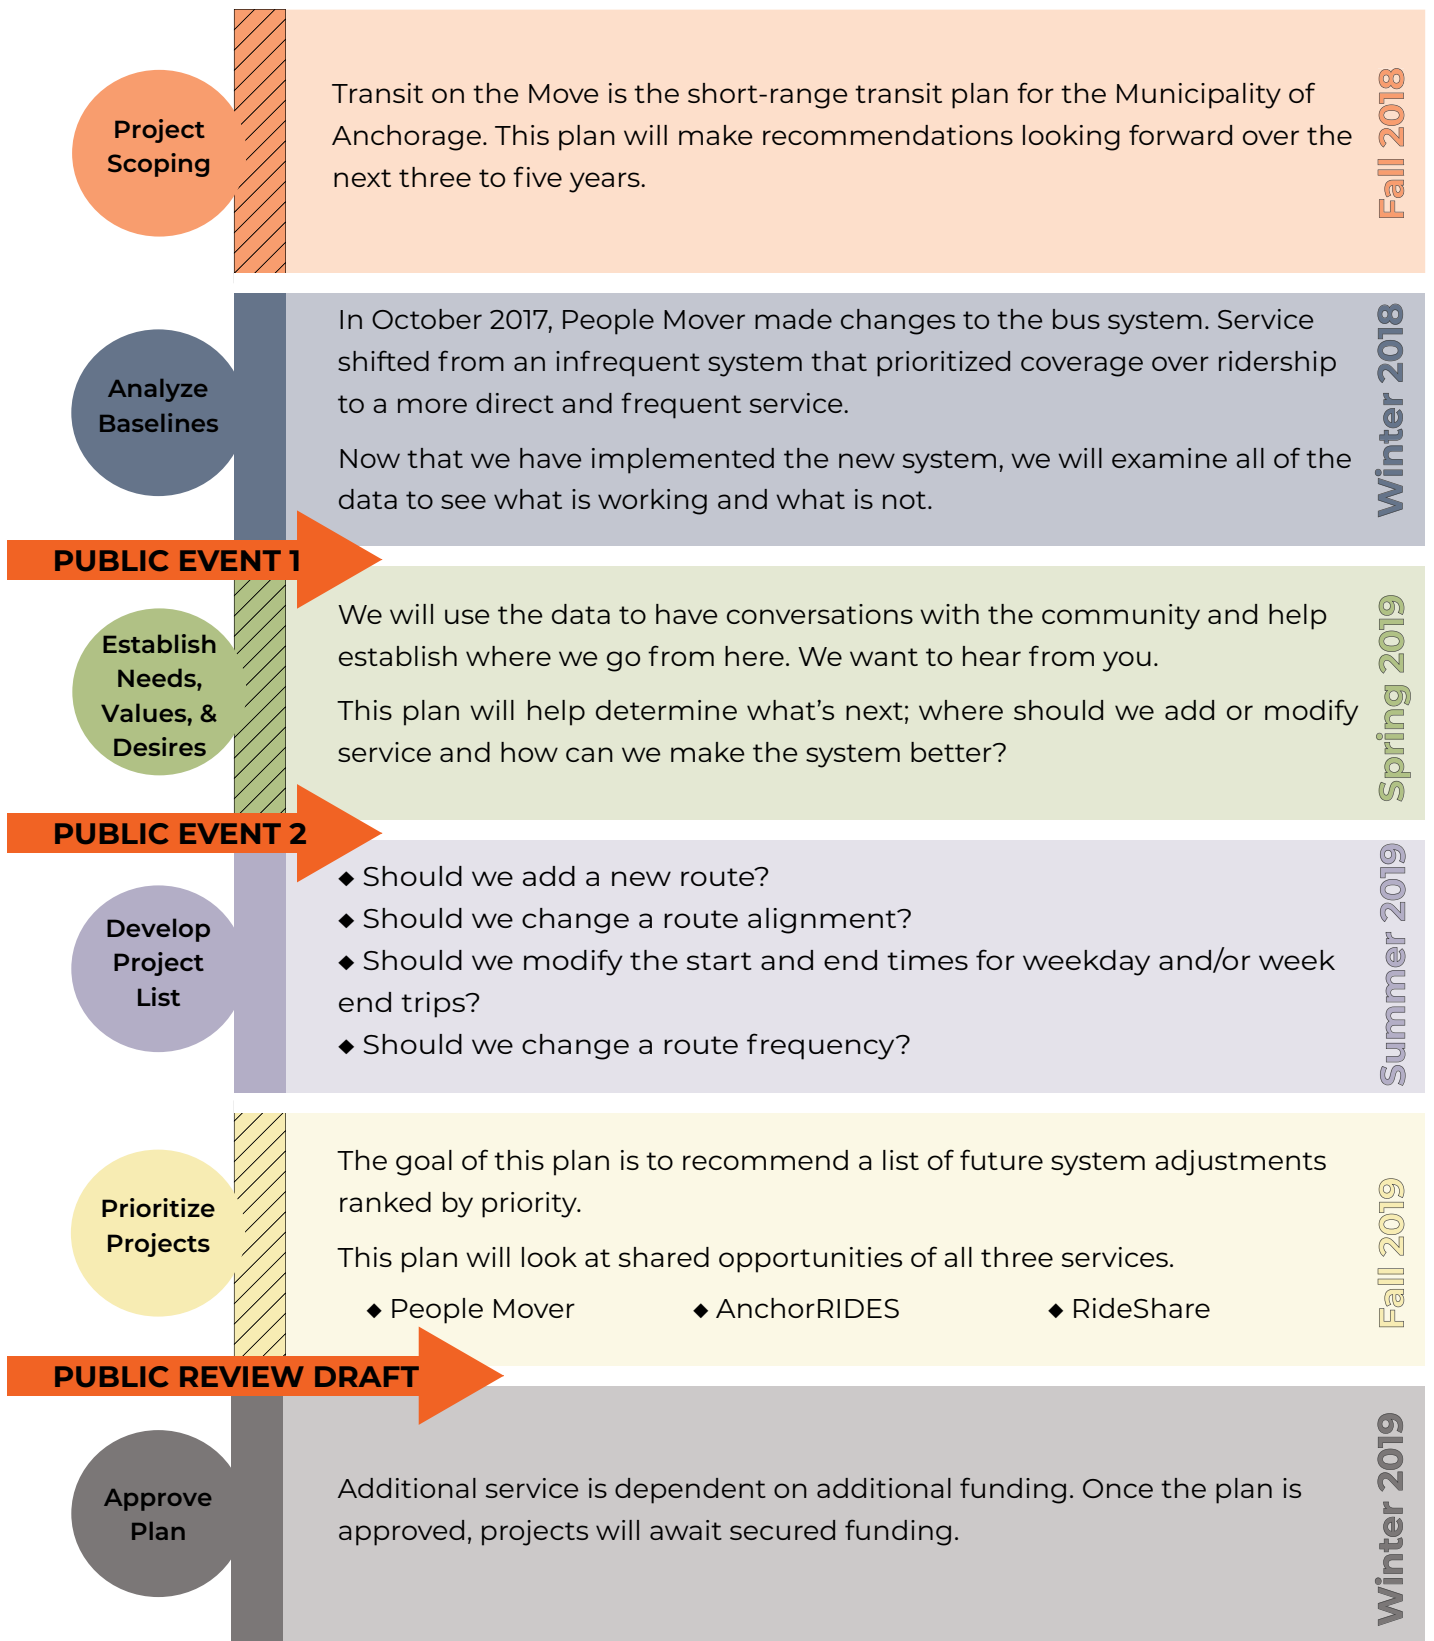 Project
Scoping
Transit on the Move is the short-range transit plan for the Municipality of
Anchorage. This plan will make recommendations looking forward over the
next three to five years.
Fall 2018
Analyze
Baselines
In October 2017, People Mover made changes to the bus system. Service
shifted from an infrequent system that prioritized coverage over ridership
to a more direct and frequent service.
Now that we have implemented the new system, we will examine all of the
data to see what is working and what is not.
Winter 2018
PUBLIC EVENT 1
Establish
Needs,
Values, &
Desires
We will use the data to have conversations with the community and help
establish where we go from here. We want to hear from you.
This plan will help determine what’s next; where should we add or modify
service and how can we make the system better?
Spring 2019
PUBLIC EVENT 2
Develop
Project
List
◆ Should we add a new route?
◆ Should we change a route alignment?
◆ Should we modify the start and end times for weekday and/or week
end trips?
◆ Should we change a route frequency?
Summer 2019
Prioritize
Projects
The goal of this plan is to recommend a list of future system adjustments
ranked by priority.
This plan will look at shared opportunities of all three services.
◆ People Mover ◆ AnchorRIDES ◆ RideShare
Fall 2019
PUBLIC REVIEW DRAFT
Approve
Plan
Additional service is dependent on additional funding. Once the plan is
approved, projects will await secured funding.
Winter 2019